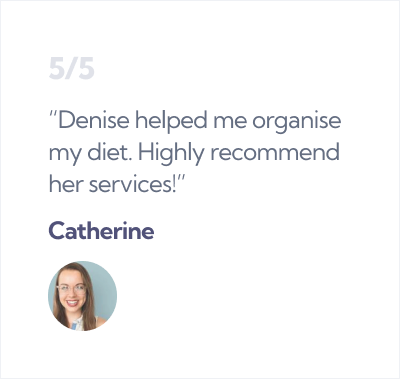 5/5
“Denise helped me organise
my diet. Highly recommend
her services!”
Catherine